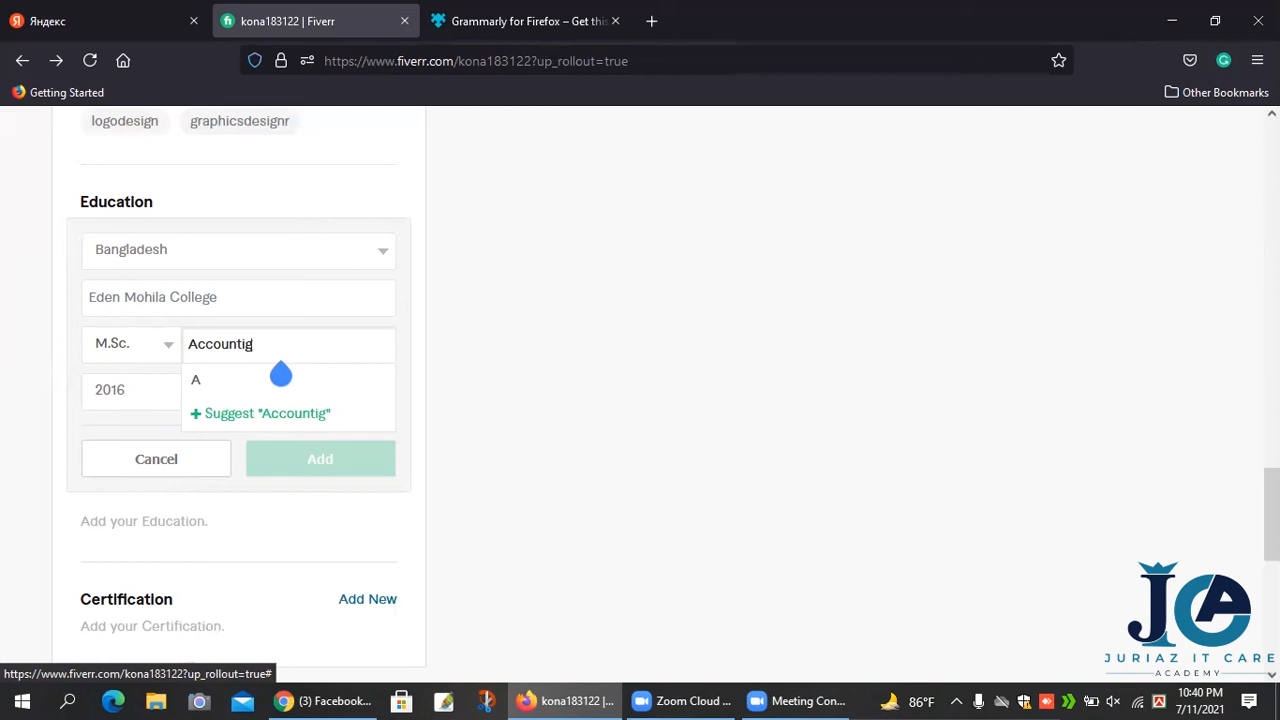 Яндекс
kona183122 | Fiverr
Grammarly for Firefox – Get this
https://www.fiverr.com/kona183122?up_rollout=true
Getting Started
Other Bookmarks
logodesign graphicsdesignr
Education
Bangladesh
Eden Mohila College
M.Sc.
Accountig
A
2016
+ Suggest "Accountig"
Cancel
Add
Add your Education.
Certification
Add New
Add your Certification.
JCA
JURIAZ IT CARE
ACADEMY
https://www.fiverr.com/kona183122?up_rollout=true#
(3) Facebook...
kona183122 |...
Zoom Cloud ...
Meeting Con...
86°F
10:40 PM
7/11/2021